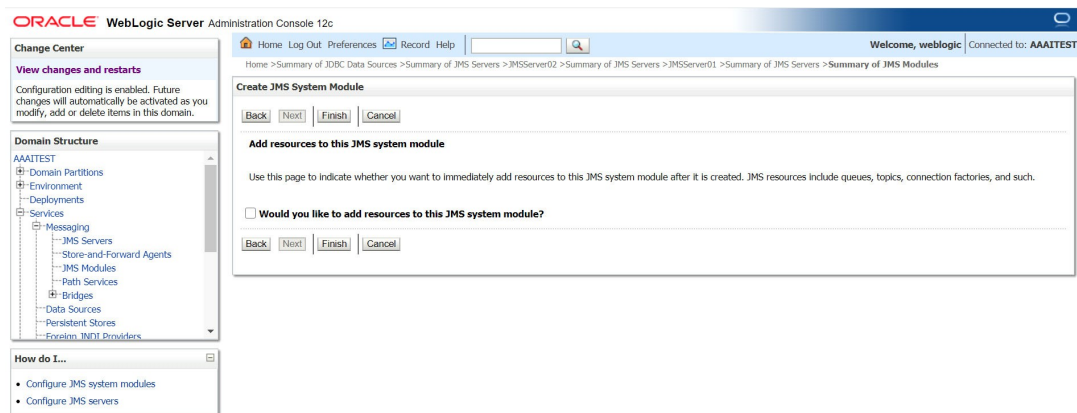 ORACLE WebLogic Server Administration Console 12c
Change Center
View changes and restarts
Configuration editing is enabled. Future
changes will automatically be activated as you
modify, add or delete items in this domain.
Domain Structure
AAAITEST
Domain Partitions
Environment
Deployments
Services
Messaging
JMS Servers
Store-and-Forward Agents
JMS Modules
Path Services
Bridges
Data Sources
Persistent Stores
Foreign JNDI Providers
How do I...
Configure JMS system modules
Configure JMS servers
Home Log Out Preferences Record Help
Welcome, weblogic Connected to: AAAITEST
Home >Summary of JDBC Data Sources >Summary of JMS Servers >JMSServer02 >Summary of JMS Servers >JMSServer01 >Summary of JMS Servers >Summary of JMS Modules
Create JMS System Module
Back Next Finish Cancel
Add resources to this JMS system module
Use this page to indicate whether you want to immediately add resources to this JMS system module after it is created. JMS resources include queues, topics, connection factories, and such.
Would you like to add resources to this JMS system module?
Back Next Finish Cancel